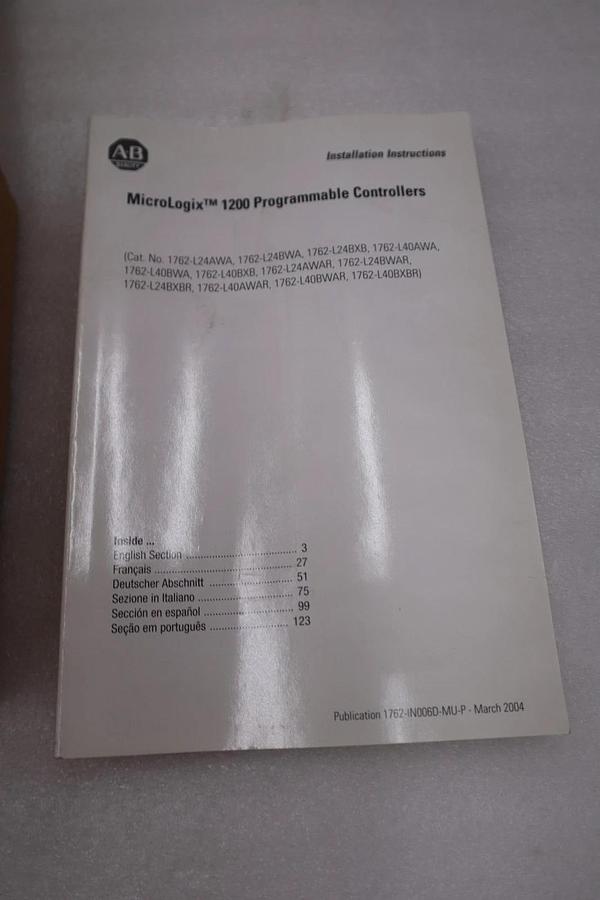 A·B
QUALITY
Installation Instructions
MicroLogix™ 1200 Programmable Controllers
(Cat. No. 1762-L24AWA, 1762-L24BWA, 1762-L24BXB, 1762-L40AWA,
1762-L40BWA, 1762-L40BXB, 1762-L24AWAR, 1762-L24BWAR,
1762-L24BXBR, 1762-L40AWAR, 1762-L40BWAR, 1762-L40BXBR)
Inside ...
English Section ..................................... 3
Français .............................................. 27
Deutscher Abschnitt ............................ 51
Sezione in Italiano ................................ 75
Sección en español .............................. 99
Seção em português .......................... 123
Publication 1762-IN006D-MU-P - March 2004